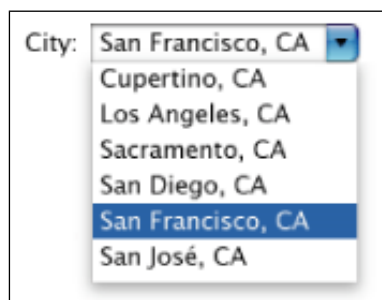 City: San Francisco, CA
Cupertino, CA
Los Angeles, CA
Sacramento, CA
San Diego, CA
San Francisco, CA
San José, CA